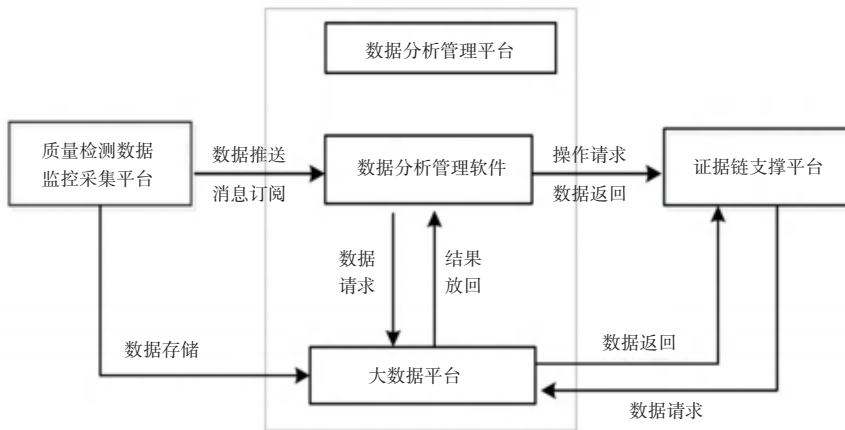 数据分析管理平台
质量检测数据
监控采集平台
数据推送
消息订阅
数据分析管理软件
操作请求
数据返回
证据链支撑平台
数据
请求
结果
放回
数据存储
大数据平台
数据返回
数据请求